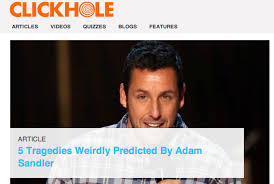 CLICKHOLE
ARTICLES VIDEOS QUIZZES BLOGS FEATURES
ARTICLE
5 Tragedies Weirdly Predicted By Adam
Sandler